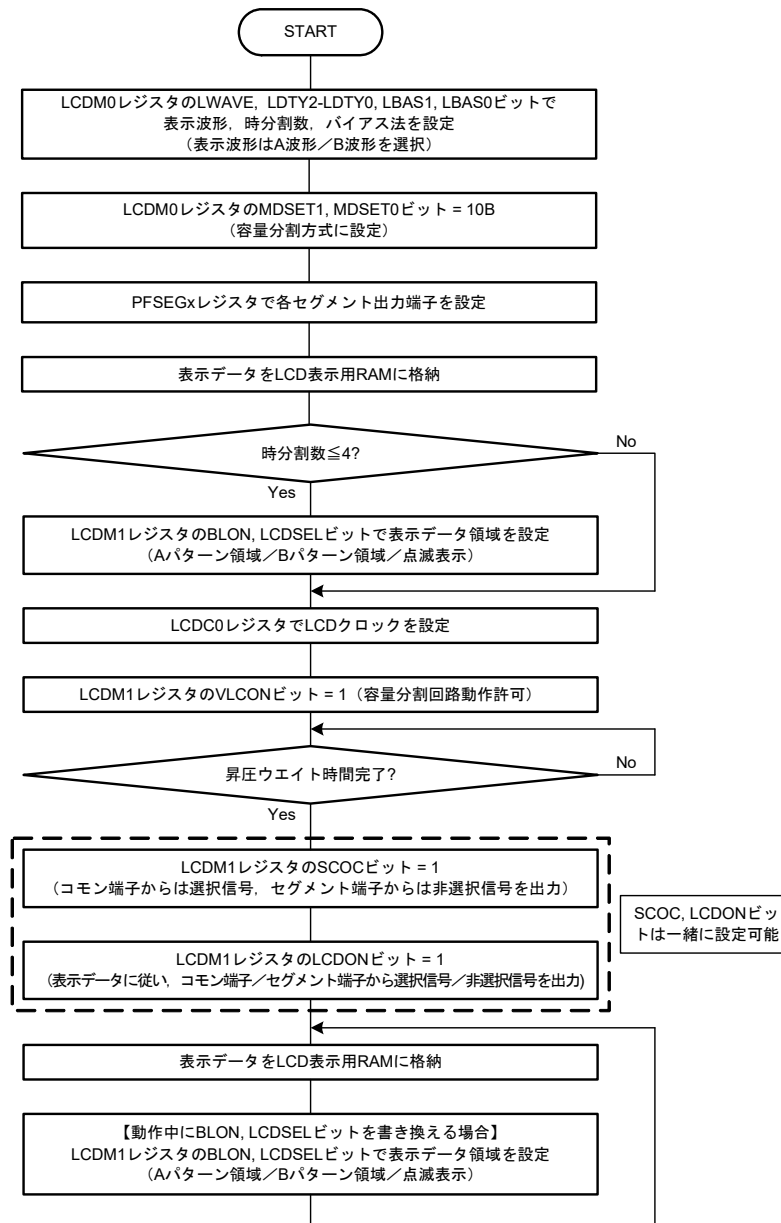 START
LCDM0レジスタのLWAVE, LDTY2-LDTY0, LBAS1, LBAS0ビットで
表示波形，時分割数，バイアス法を設定
（表示波形はA波形／B波形を選択）
LCDM0レジスタのMDSET1, MDSET0ビット = 10B
（容量分割方式に設定）
PFSEGxレジスタで各セグメント出力端子を設定
表示データをLCD表示用RAMに格納
時分割数≦4?
No
Yes
LCDM1レジスタのBLON, LCDSELビットで表示データ領域を設定
（Aパターン領域／Bパターン領域／点滅表示）
LCDC0レジスタでLCDクロックを設定
LCDM1レジスタのVLCONビット = 1（容量分割回路動作許可）
昇圧ウエイト時間完了?
No
Yes
LCDM1レジスタのSCOCビット = 1
（コモン端子からは選択信号，セグメント端子からは非選択信号を出力）
SCOC, LCDONビッ
トは一緒に設定可能
LCDM1レジスタのLCDONビット = 1
(表示データに従い，コモン端子／セグメント端子から選択信号／非選択信号を出力)
表示データをLCD表示用RAMに格納
【動作中にBLON, LCDSELビットを書き換える場合】
LCDM1レジスタのBLON, LCDSELビットで表示データ領域を設定
（Aパターン領域／Bパターン領域／点滅表示）